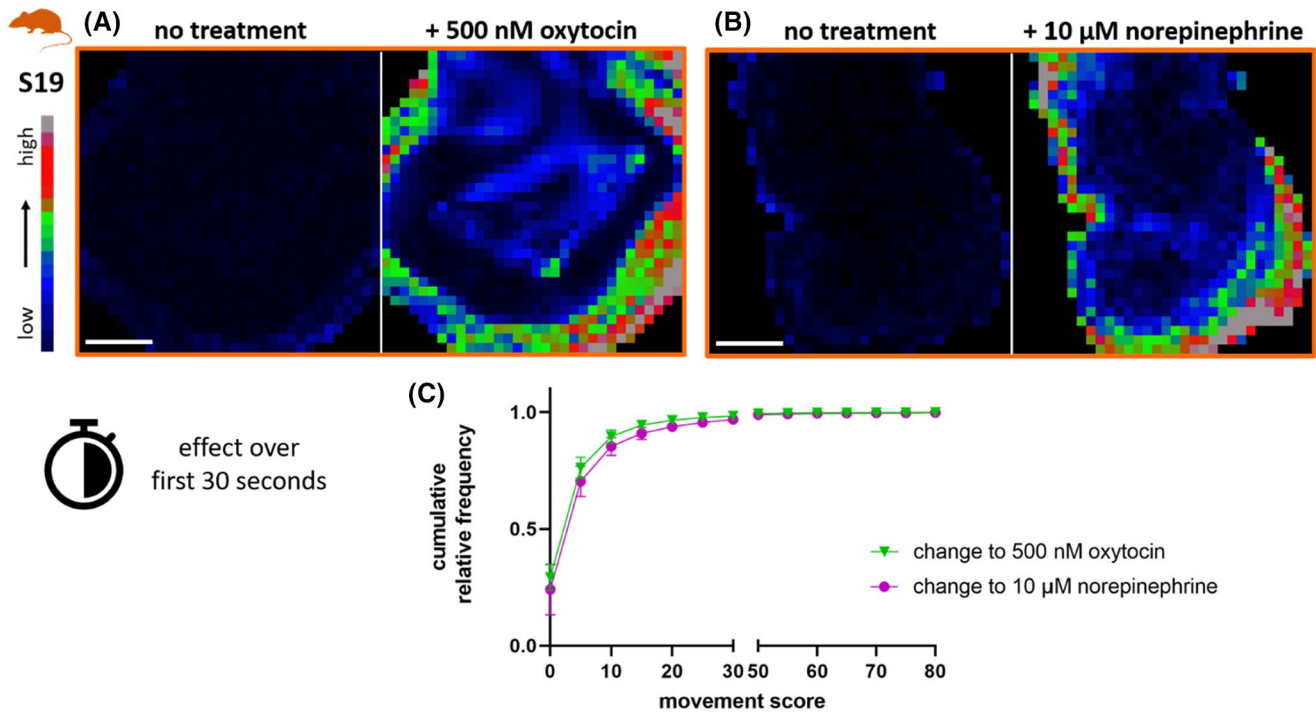 (A)
no treatment
+ 500 nM oxytocin
(B)
no treatment
+ 10 µM norepinephrine
S19
high
low
effect over
first 30 seconds
(C)
cumulative
relative frequency
1.0
0.5
0.0
0 10 20 30 50 60 70 80
movement score
change to 500 nM oxytocin
change to 10 µM norepinephrine